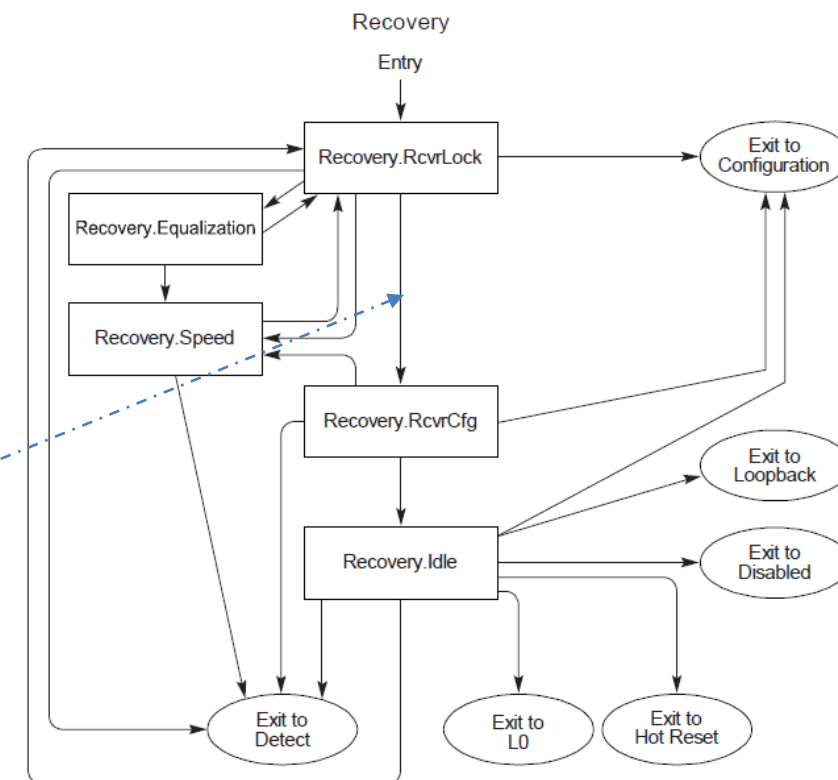 Recovery
Entry
Recovery.RcvrLock
Exit to
Configuration
Recovery.Equalization
Recovery.Speed
Recovery.RcvrCfg
Exit to
Loopback
Recovery.Idle
Exit to
Disabled
Exit to
Detect
Exit to
L0
Exit to
Hot Reset